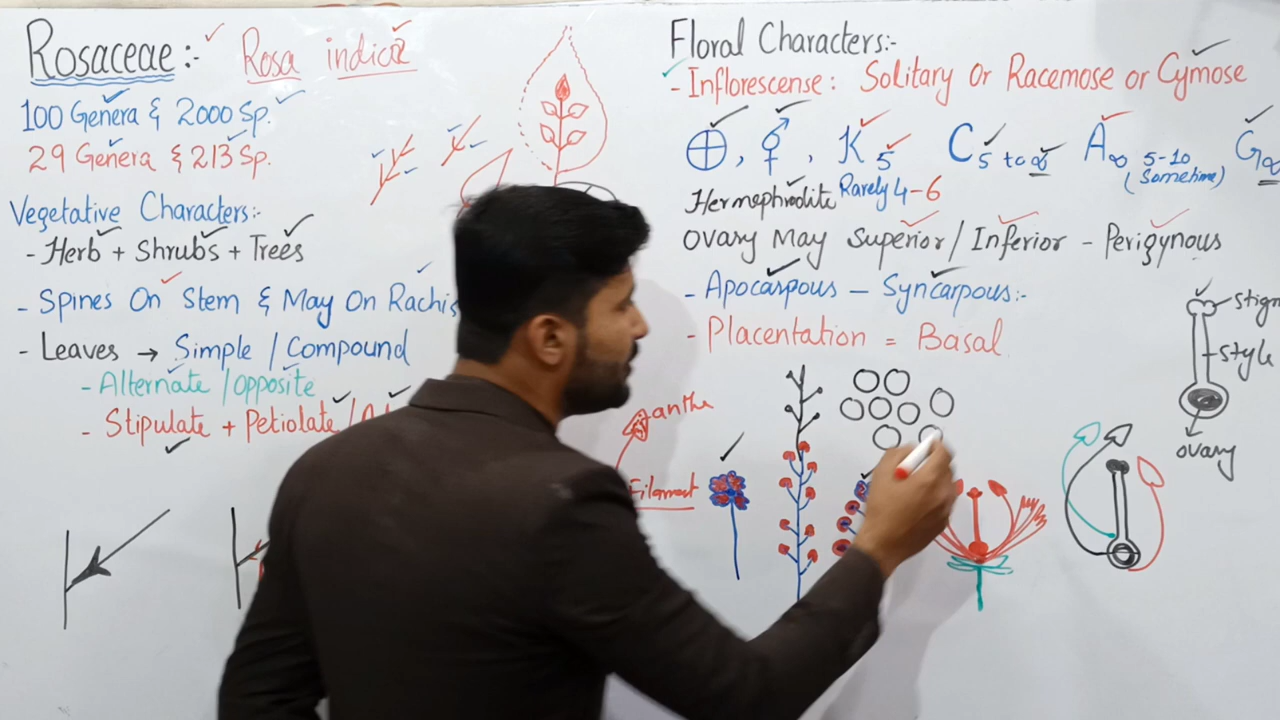 Rosaceae:- Rosa indica
100 Genera & 2000 Sp.
29 Genera & 213 Sp.
Vegetative Characters:-
- Herb + Shrubs + Trees
- Spines On Stem & May On Rachis
- Leaves → Simple / Compound
- Alternate / opposite
- Stipulate + Petiolate /
Floral Characters:-
- Inflorescense: Solitary Or Racemose or Cymose
⊕, ⚥, K5 C5 to ∞ A∞ 5-10 (Sometime) G∞
Hermephrodite Rarely 4-6
Ovary May Superior / Inferior - Perigynous
- Apocarpous - Syncarpous:-
- Placentation = Basal
anthe
Filament
Stigm
style
ovary